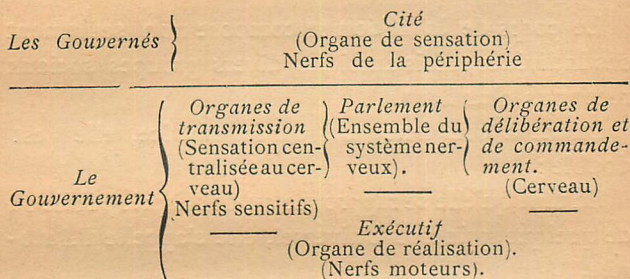 Cité
Les Gouvernés
(Organe de sensation)
Nerfs de la périphérie
Organes de
transmission
(Sensation cen-
tralisée au cer-
veau)
Nerfs sensitifs)
Parlement
(Ensemble du
système ner-
veux).
Organes de
délibération et
de commande-
ment.
(Cerveau)
Le
Gouvernement
Exécutif
(Organe de réalisation).
(Nerfs moteurs).